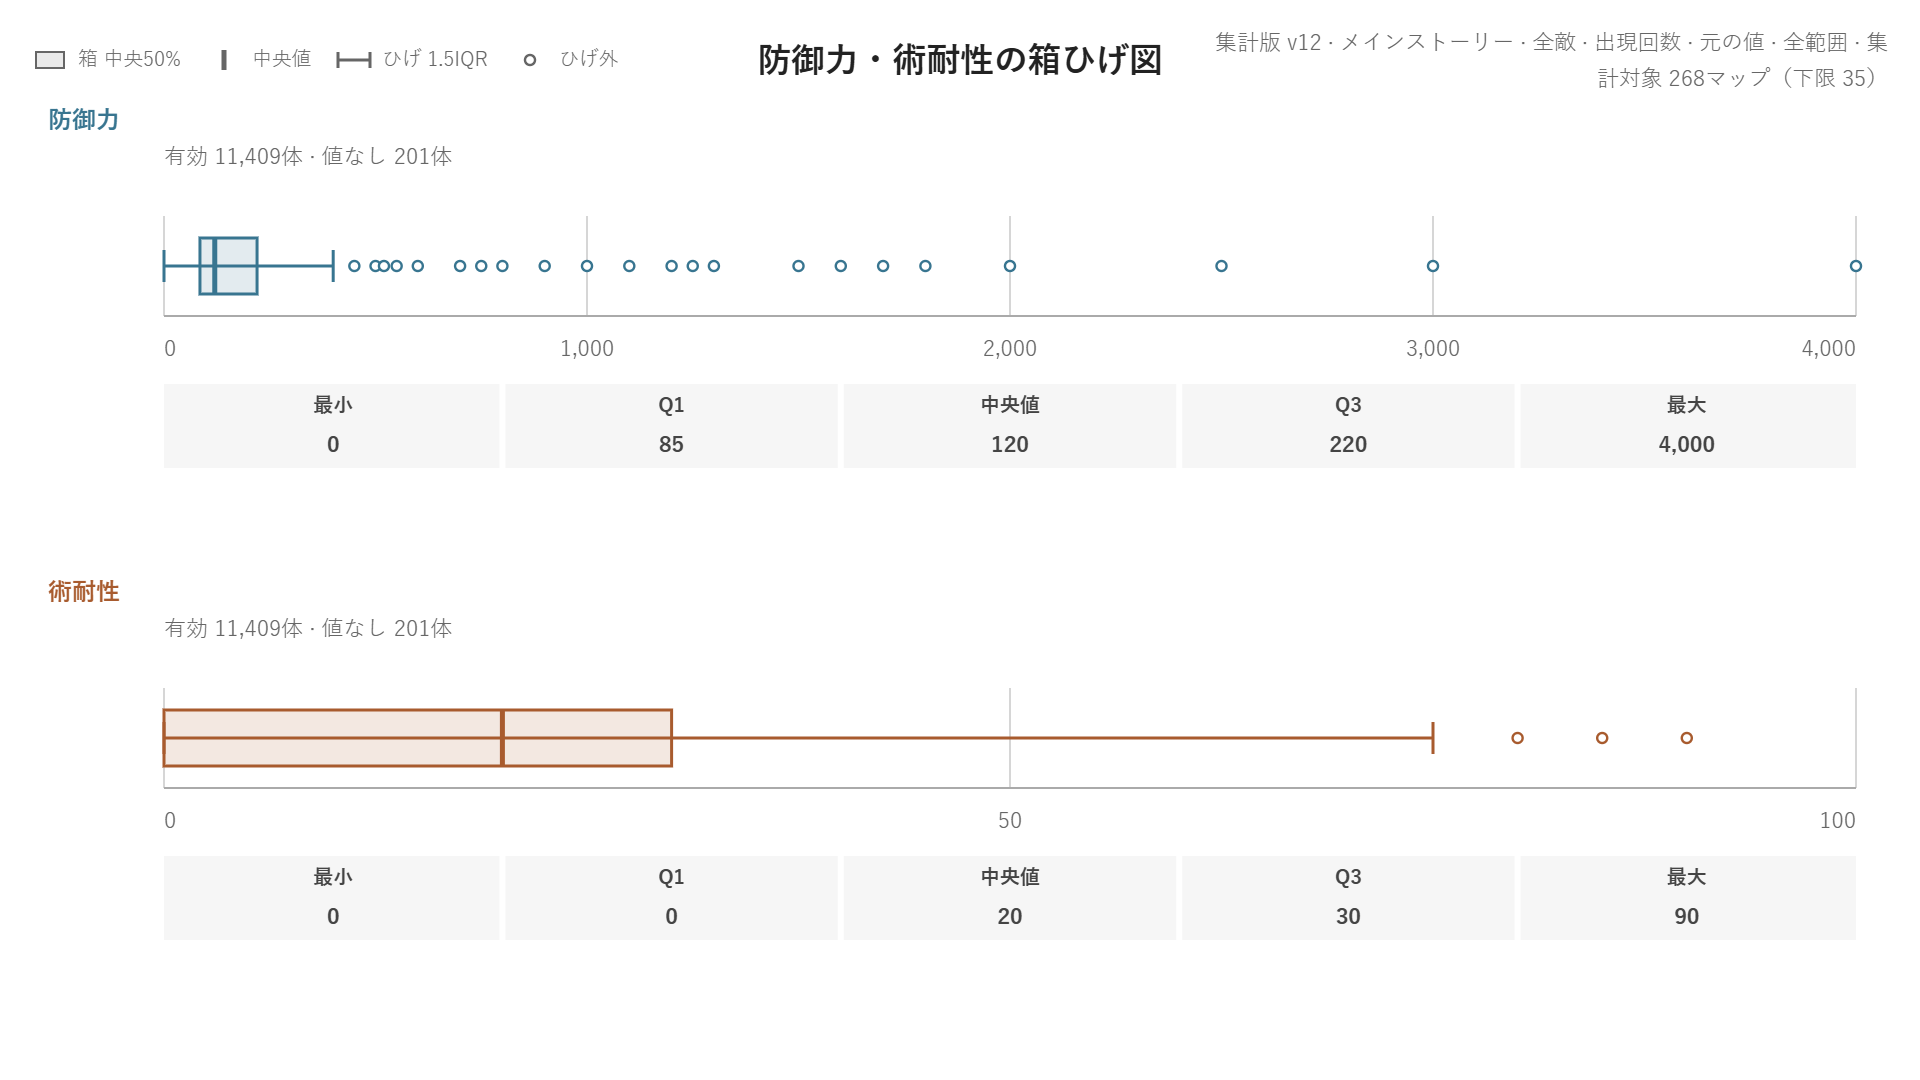 箱 中央50%
中央値
ひげ 1.5IQR
ひげ外
防御力・術耐性の箱ひげ図
集計版 v12 · メインストーリー · 全敵 · 出現回数 · 元の値 · 全範囲 · 集
計対象 268マップ（下限 35）
防御力
有効 11,409体 · 値なし 201体
0
1,000
2,000
3,000
4,000
最小
Q1
中央値
Q3
最大
0
85
120
220
4,000
術耐性
有効 11,409体 · 値なし 201体
0
50
100
最小
Q1
中央値
Q3
最大
0
0
20
30
90